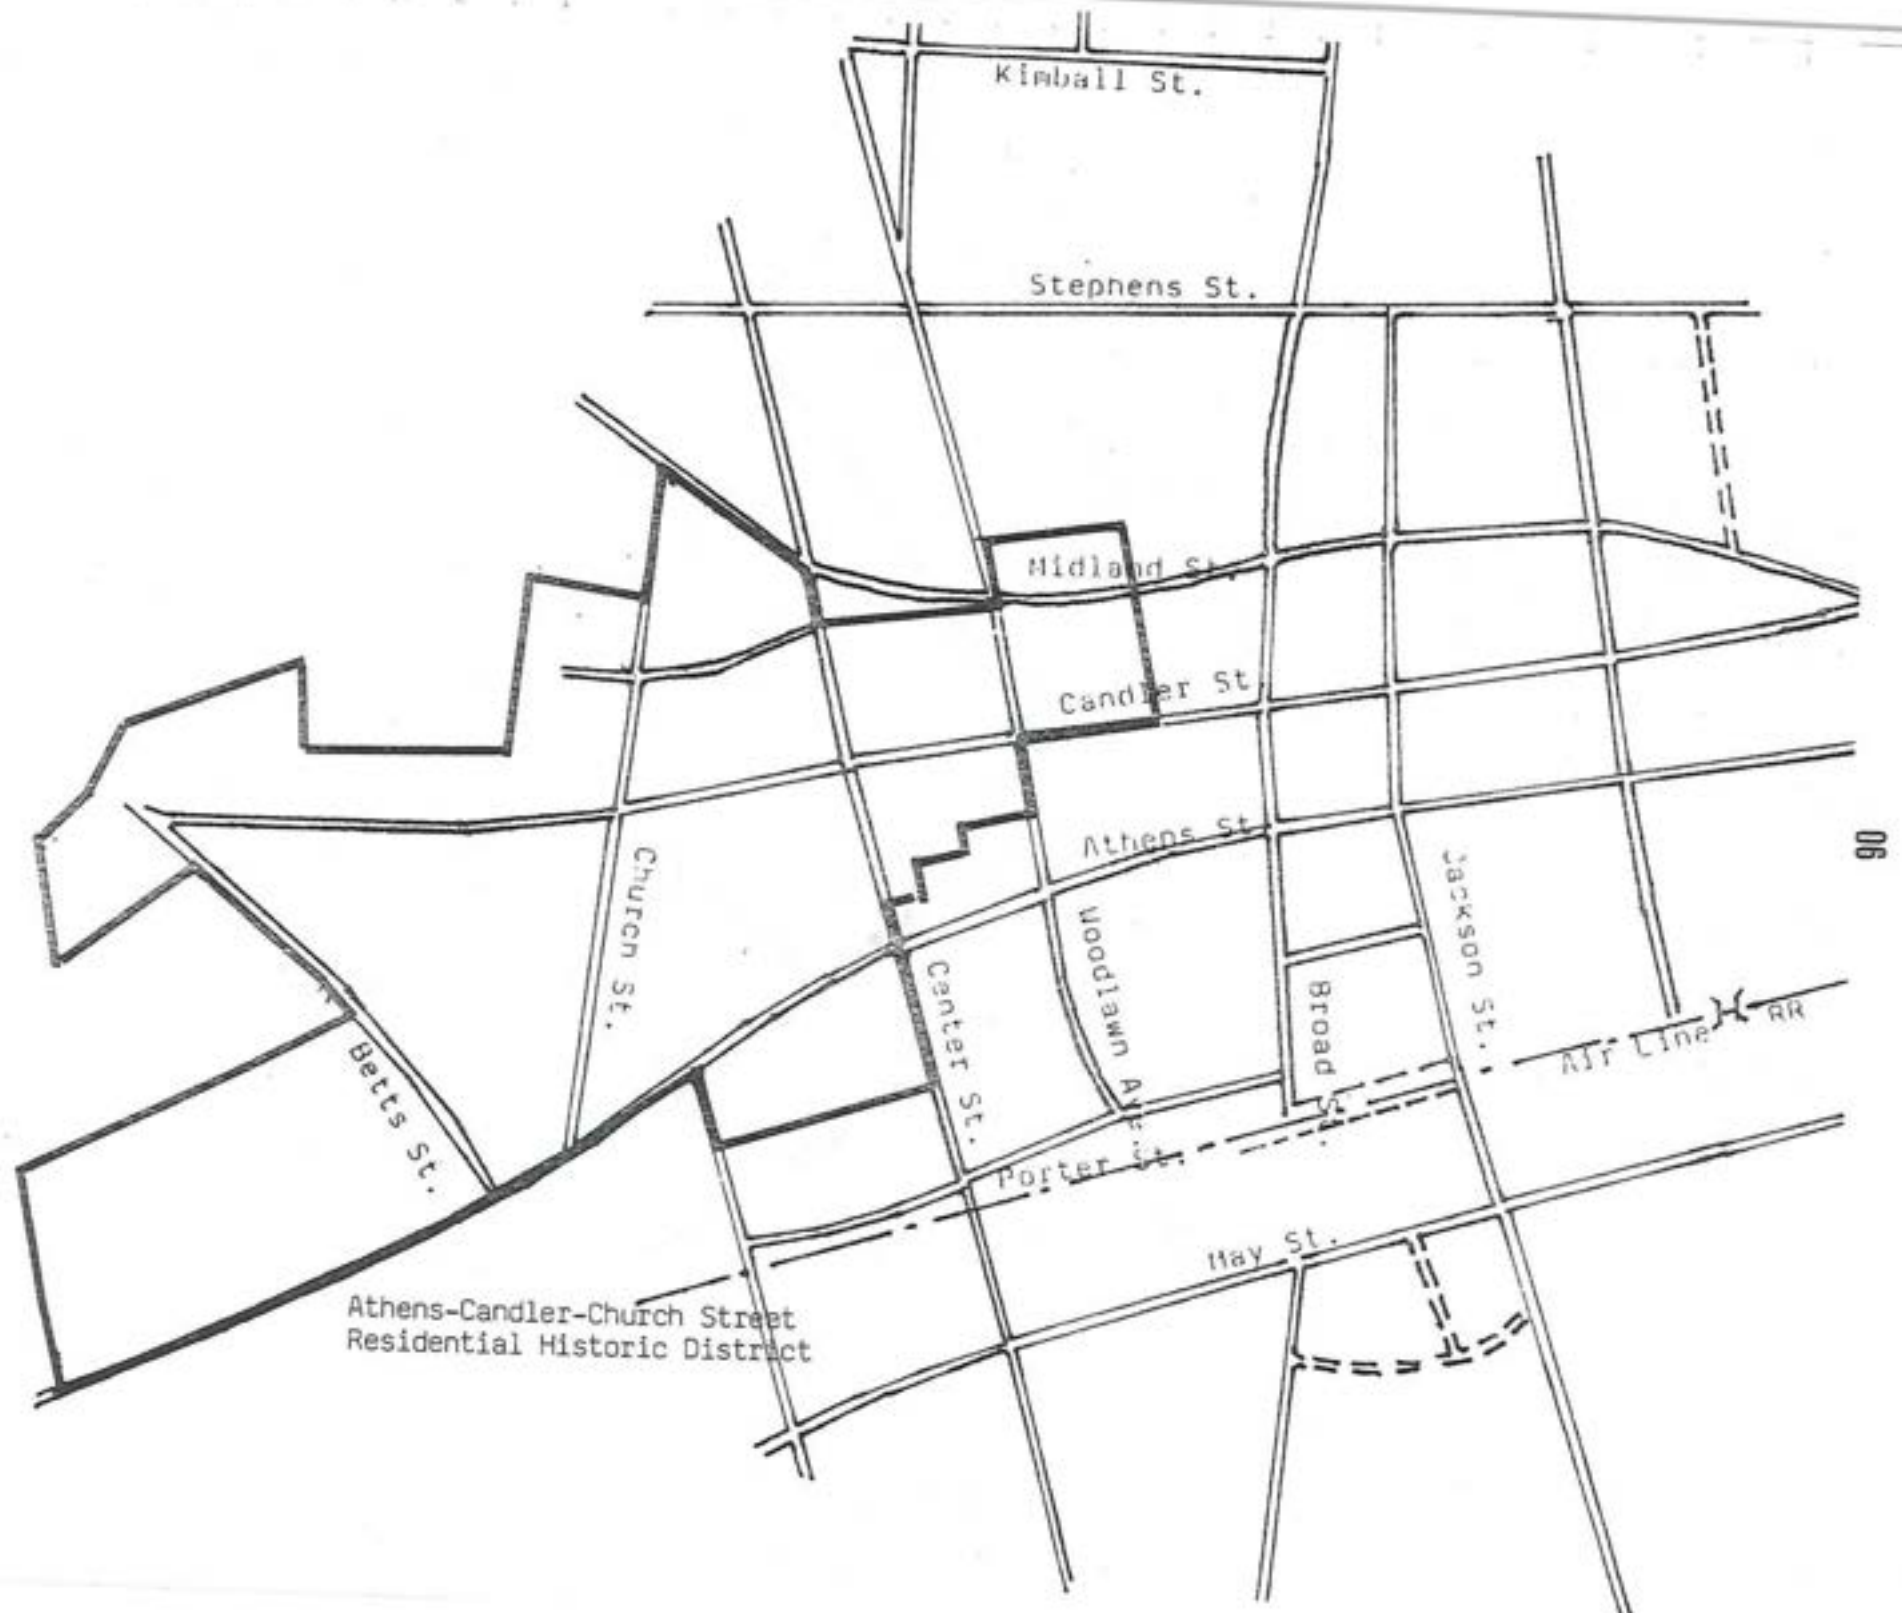 Kimball St.
Stephens St.
Midland St.
Candler St
Athens St
Church St.
Woodlawn Av.
Jackson St.
Center St.
Broad St.
Betts St.
Air Line RR
Porter St.
May St.
Athens-Candler-Church Street
Residential Historic District
90